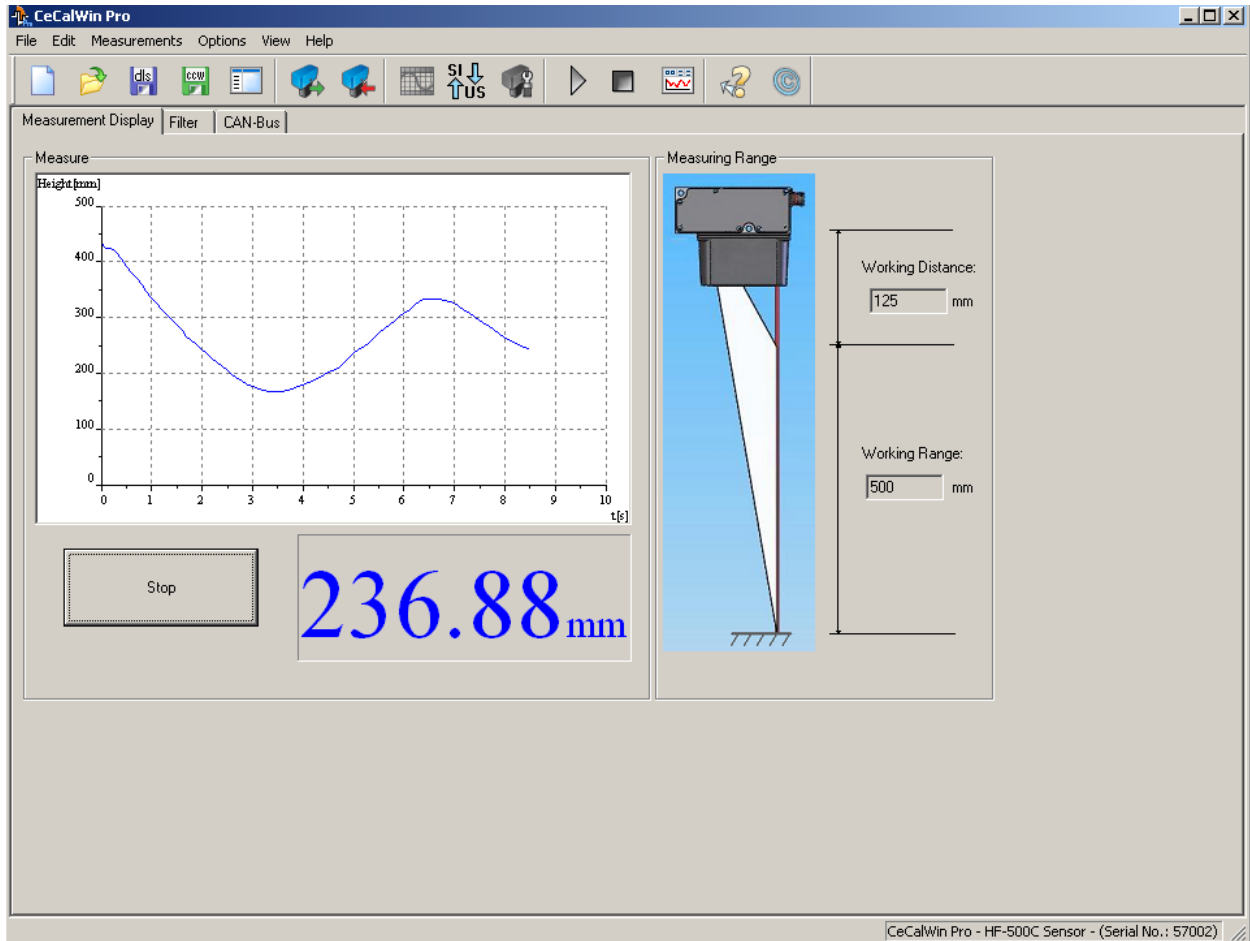 CeCalWin Pro
File Edit Measurements Options View Help
dls ccw SI US
Measurement Display Filter CAN-Bus
Measure
Height[mm]
500
400
300
200
100
0
0 1 2 3 4 5 6 7 8 9 10
t[s]
Stop
236.88mm
Measuring Range
Working Distance:
125 mm
Working Range:
500 mm
CeCalWin Pro - HF-500C Sensor - (Serial No.: 57002)